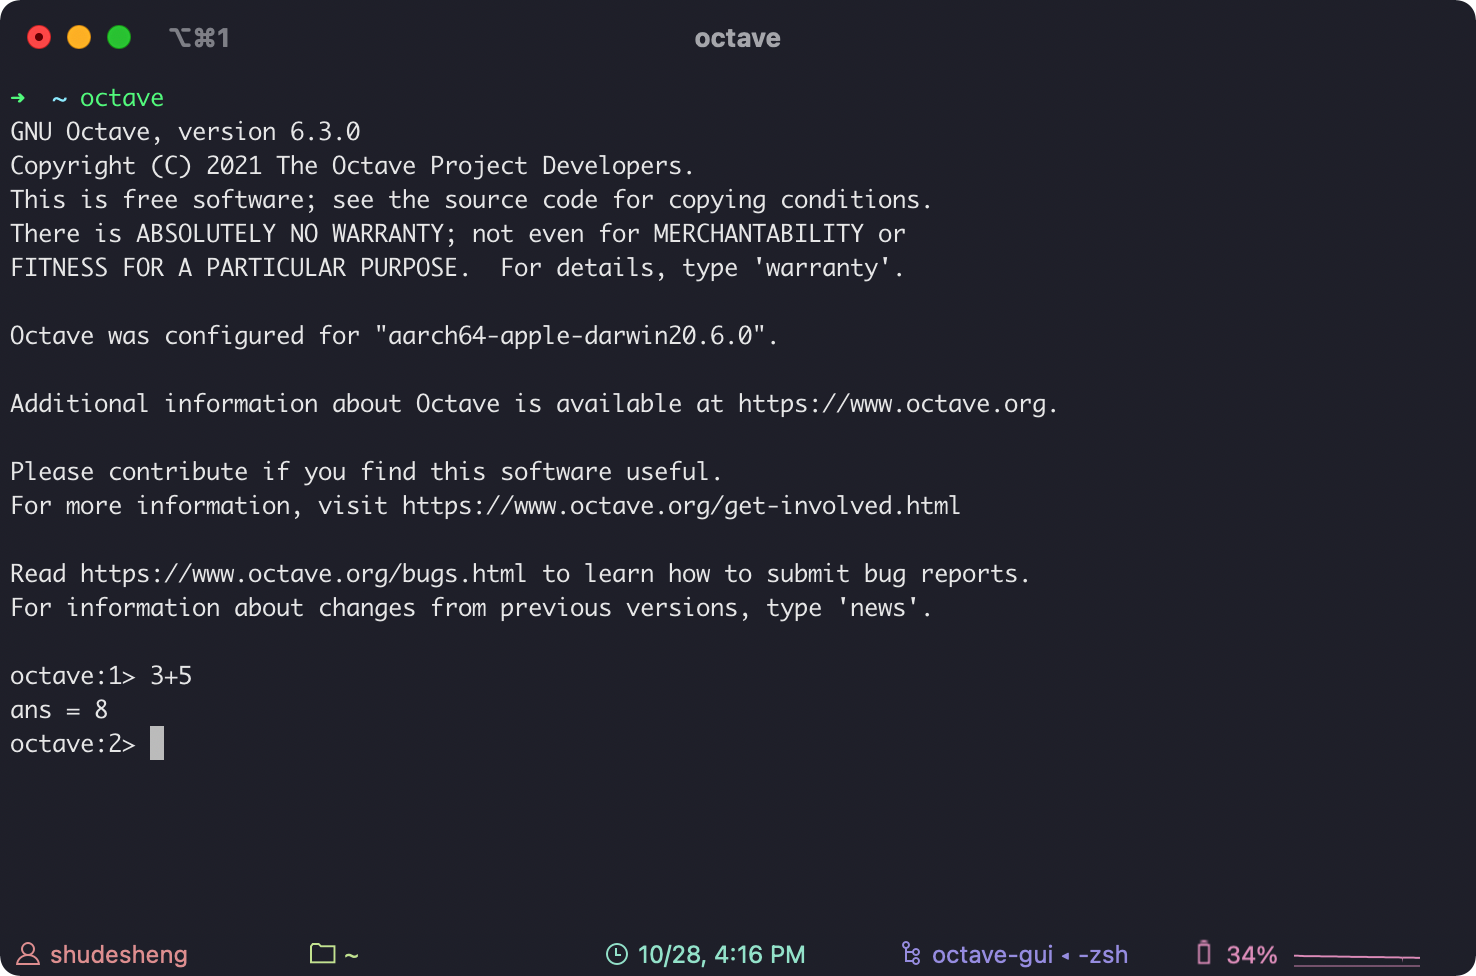 ⌥⌘1
octave
➜  ~ octave
GNU Octave, version 6.3.0
Copyright (C) 2021 The Octave Project Developers.
This is free software; see the source code for copying conditions.
There is ABSOLUTELY NO WARRANTY; not even for MERCHANTABILITY or
FITNESS FOR A PARTICULAR PURPOSE.  For details, type 'warranty'.
Octave was configured for "aarch64-apple-darwin20.6.0".
Additional information about Octave is available at https://www.octave.org.
Please contribute if you find this software useful.
For more information, visit https://www.octave.org/get-involved.html
Read https://www.octave.org/bugs.html to learn how to submit bug reports.
For information about changes from previous versions, type 'news'.
octave:1> 3+5
ans = 8
octave:2>
shudesheng
~
10/28, 4:16 PM
octave-gui ◂ -zsh
34%